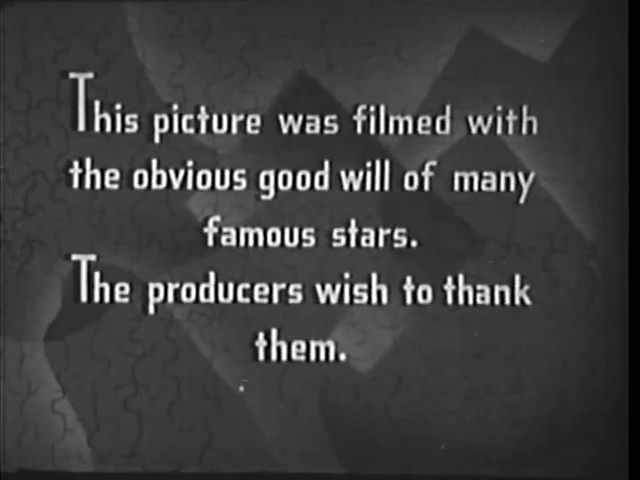 This picture was filmed with
the obvious good will of many
famous stars.
The producers wish to thank
them.